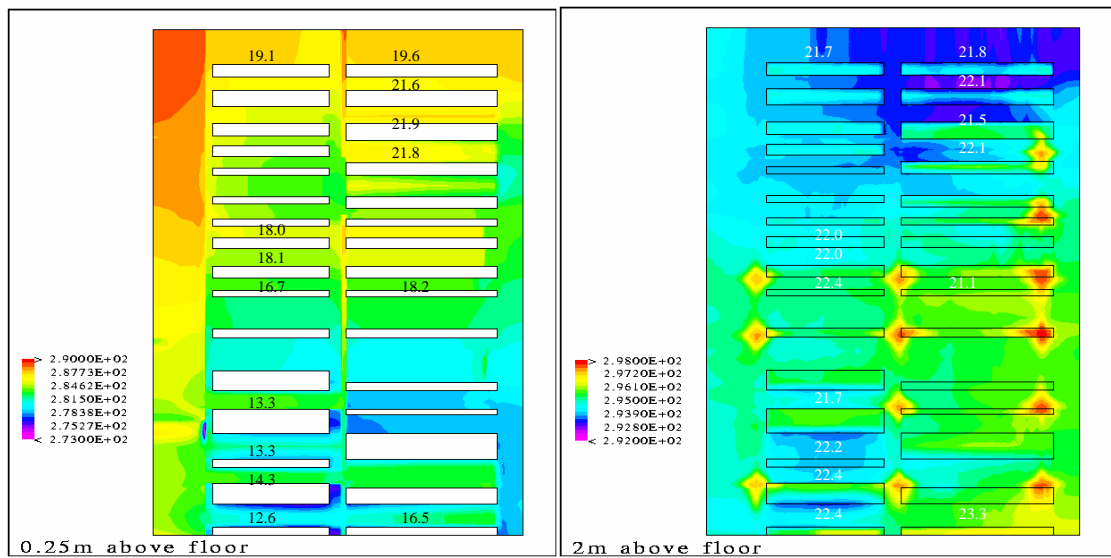 19.1 19.6
21.6
21.9
21.8
18.0
18.1
16.7 18.2
> 2.9000E+02
2.8773E+02
2.8462E+02
2.8150E+02
2.7838E+02
2.7527E+02
< 2.7300E+02
13.3
13.3
14.3
12.6 16.5
0.25m above floor
21.7 21.8
22.1
21.5
22.1
22.0
22.0
22.4 21.1
> 2.9800E+02
2.9720E+02
2.9610E+02
2.9500E+02
2.9390E+02
2.9280E+02
< 2.9200E+02
21.7
22.2
22.4
22.4 23.3
2m above floor